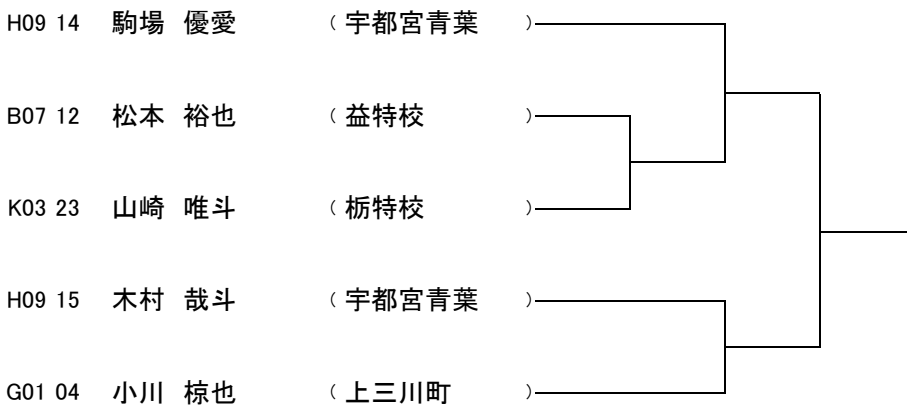 H09 14 駒場 優愛 （ 宇都宮青葉 ）
B07 12 松本 裕也 （ 益特校 ）
K03 23 山崎 唯斗 （ 栃特校 ）
H09 15 木村 哉斗 （ 宇都宮青葉 ）
G01 04 小川 椋也 （ 上三川町 ）